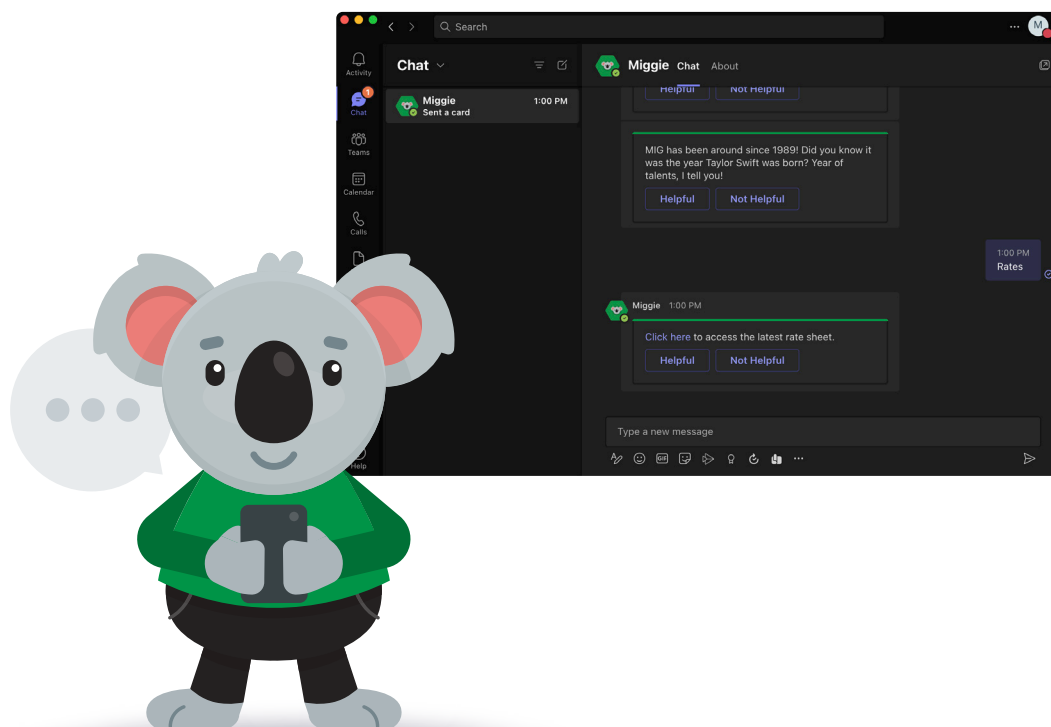 Search
M
Activity
Chat
Miggie
Chat
About
1
Chat
Miggie
1:00 PM
Sent a card
Helpful
Not Helpful
Teams
MIG has been around since 1989! Did you know it
was the year Taylor Swift was born? Year of
talents, I tell you!
Helpful
Not Helpful
Calendar
Calls
1:00 PM
Rates
Miggie 1:00 PM
Click here to access the latest rate sheet.
Helpful
Not Helpful
Type a new message
GIF
Help